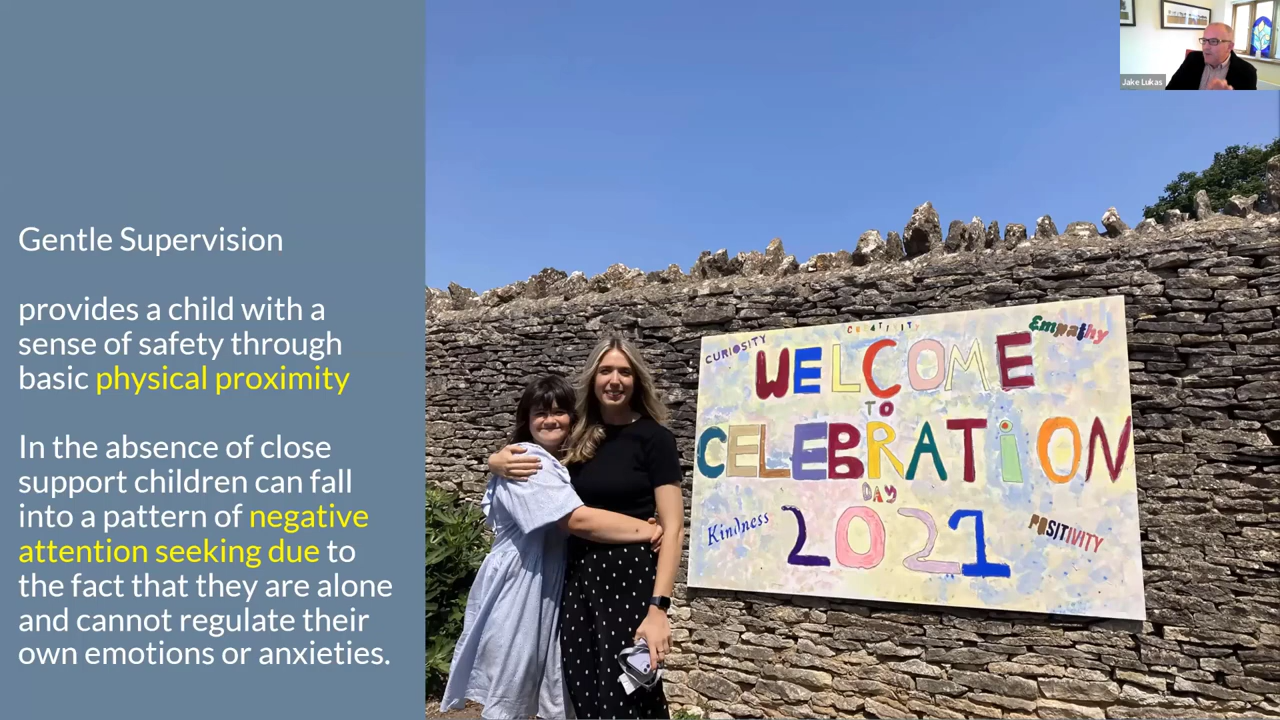 Gentle Supervision
provides a child with a
sense of safety through
basic physical proximity
In the absence of close
support children can fall
into a pattern of negative
attention seeking due to
the fact that they are alone
and cannot regulate their
own emotions or anxieties.
Jake Lukas
CURIOSITY
CREATIVITY
Empathy
WELCOME
TO
CELEBRATION
DAY
Kindness
2021
POSITIVITY